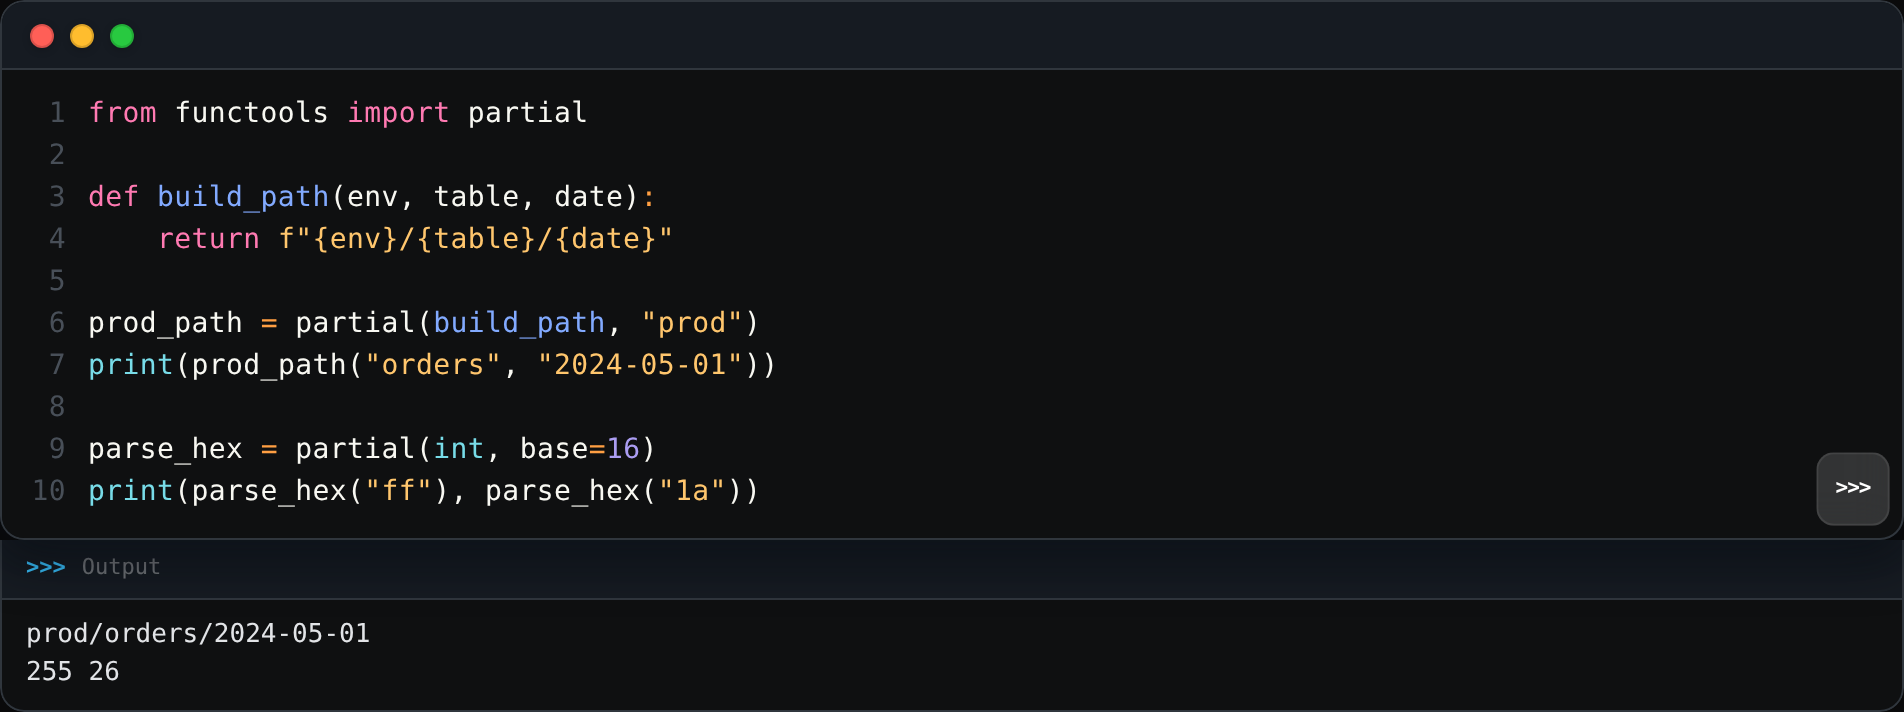 1 from functools import partial
2
3 def build_path(env, table, date):
4     return f"{env}/{table}/{date}"
5
6 prod_path = partial(build_path, "prod")
7 print(prod_path("orders", "2024-05-01"))
8
9 parse_hex = partial(int, base=16)
10 print(parse_hex("ff"), parse_hex("1a"))
>>>
>>> Output
prod/orders/2024-05-01
255 26